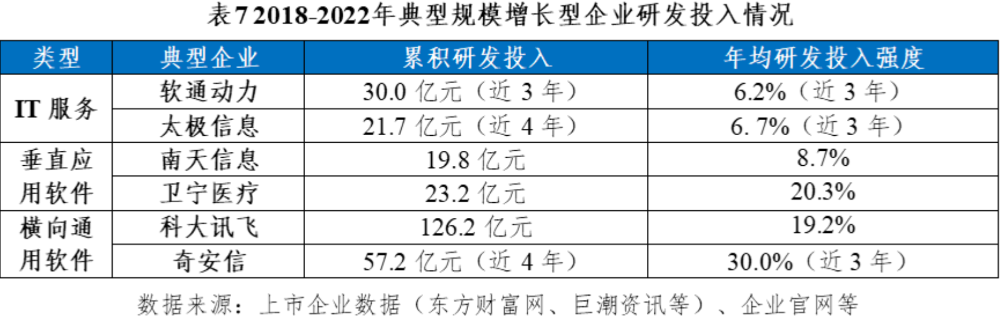 表7 2018-2022年典型规模增长型企业研发投入情况
类型 典型企业 累积研发投入 年均研发投入强度
IT 服务 软通动力 30.0 亿元（近 3 年） 6.2%（近 3 年）
太极信息 21.7 亿元（近 4 年） 6. 7%（近 3 年）
垂直应用软件 南天信息 19.8 亿元 8.7%
卫宁医疗 23.2 亿元 20.3%
横向通用软件 科大讯飞 126.2 亿元 19.2%
奇安信 57.2 亿元（近 4 年） 30.0%（近 3 年）
数据来源：上市企业数据（东方财富网、巨潮资讯等）、企业官网等